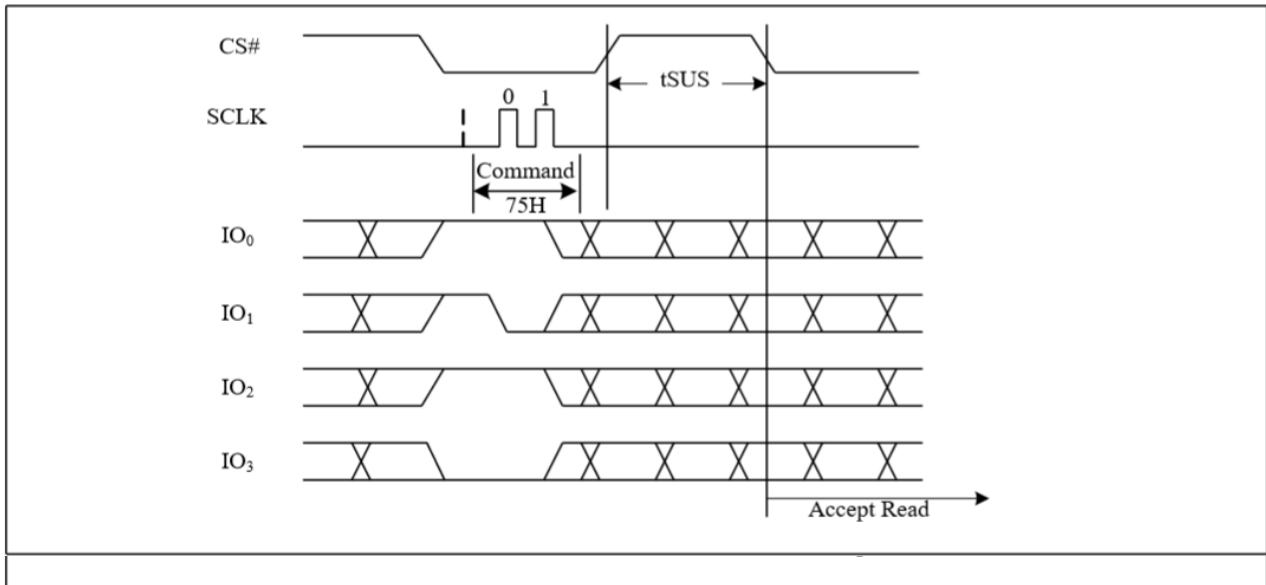 CS#
tSUS
0 1
SCLK
Command
75H
IO₀
IO₁
IO₂
IO₃
Accept Read